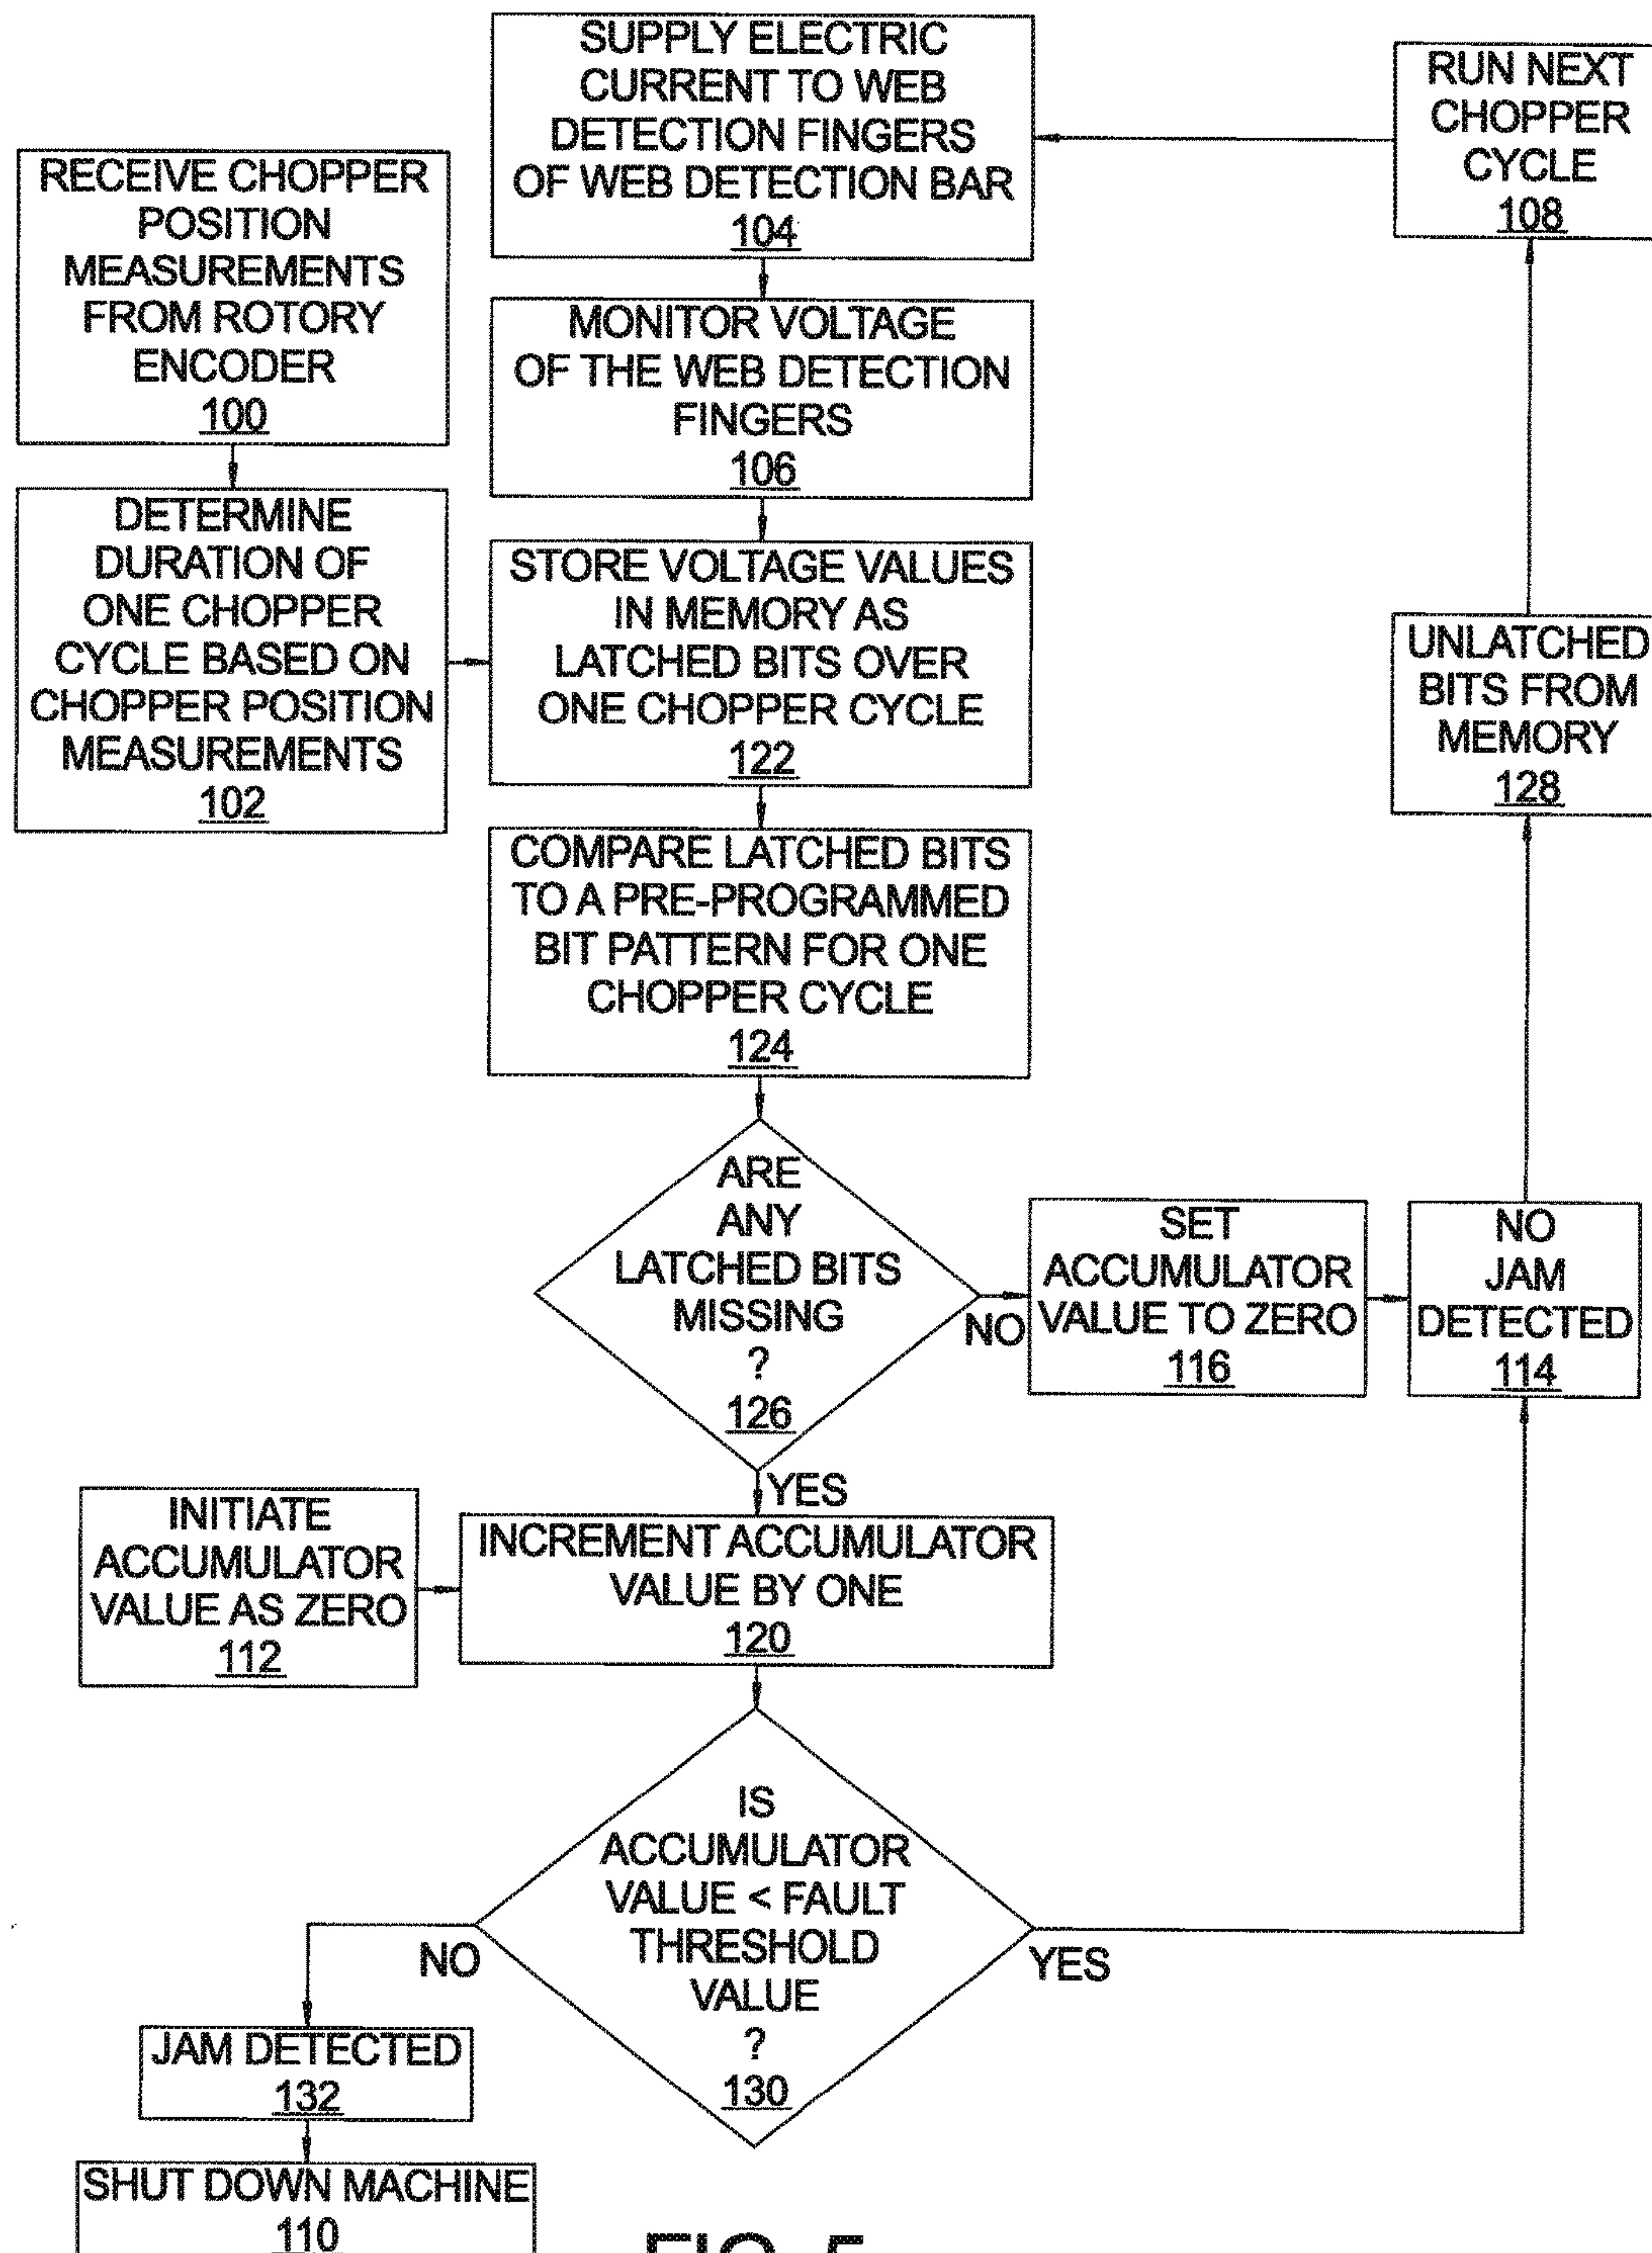 SUPPLY ELECTRIC
CURRENT TO WEB
DETECTION FINGERS
OF WEB DETECTION BAR
104
RUN NEXT
CHOPPER
CYCLE
108
RECEIVE CHOPPER
POSITION
MEASUREMENTS
FROM ROTORY
ENCODER
100
MONITOR VOLTAGE
OF THE WEB DETECTION
FINGERS
106
DETERMINE
DURATION OF
ONE CHOPPER
CYCLE BASED ON
CHOPPER POSITION
MEASUREMENTS
102
STORE VOLTAGE VALUES
IN MEMORY AS
LATCHED BITS OVER
ONE CHOPPER CYCLE
122
UNLATCHED
BITS FROM
MEMORY
128
COMPARE LATCHED BITS
TO A PRE-PROGRAMMED
BIT PATTERN FOR ONE
CHOPPER CYCLE
124
ARE
ANY
LATCHED BITS
MISSING
?
126
NO
SET
ACCUMULATOR
VALUE TO ZERO
116
NO
JAM
DETECTED
114
YES
INITIATE
ACCUMULATOR
VALUE AS ZERO
112
INCREMENT ACCUMULATOR
VALUE BY ONE
120
IS
ACCUMULATOR
VALUE < FAULT
THRESHOLD
VALUE
?
130
NO
YES
JAM DETECTED
132
SHUT DOWN MACHINE
110
FIG. 5